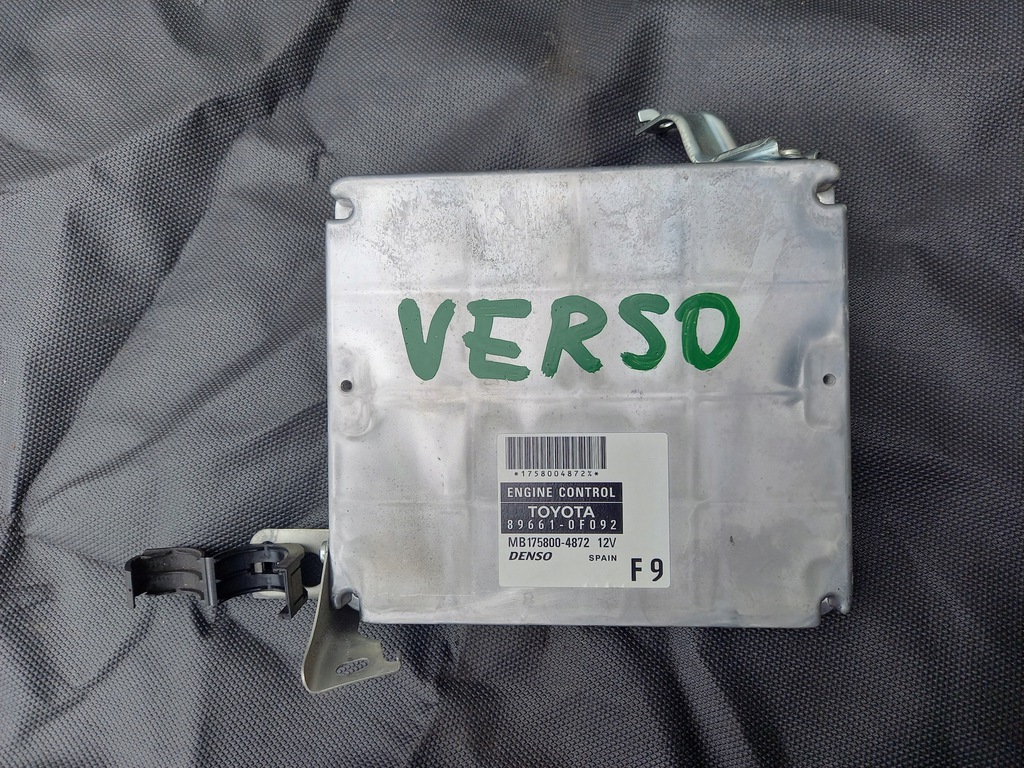 VERSO
*1758004872%*
ENGINE CONTROL
TOYOTA
89661-0F092
MB175800-4872 12V
DENSO SPAIN
F9